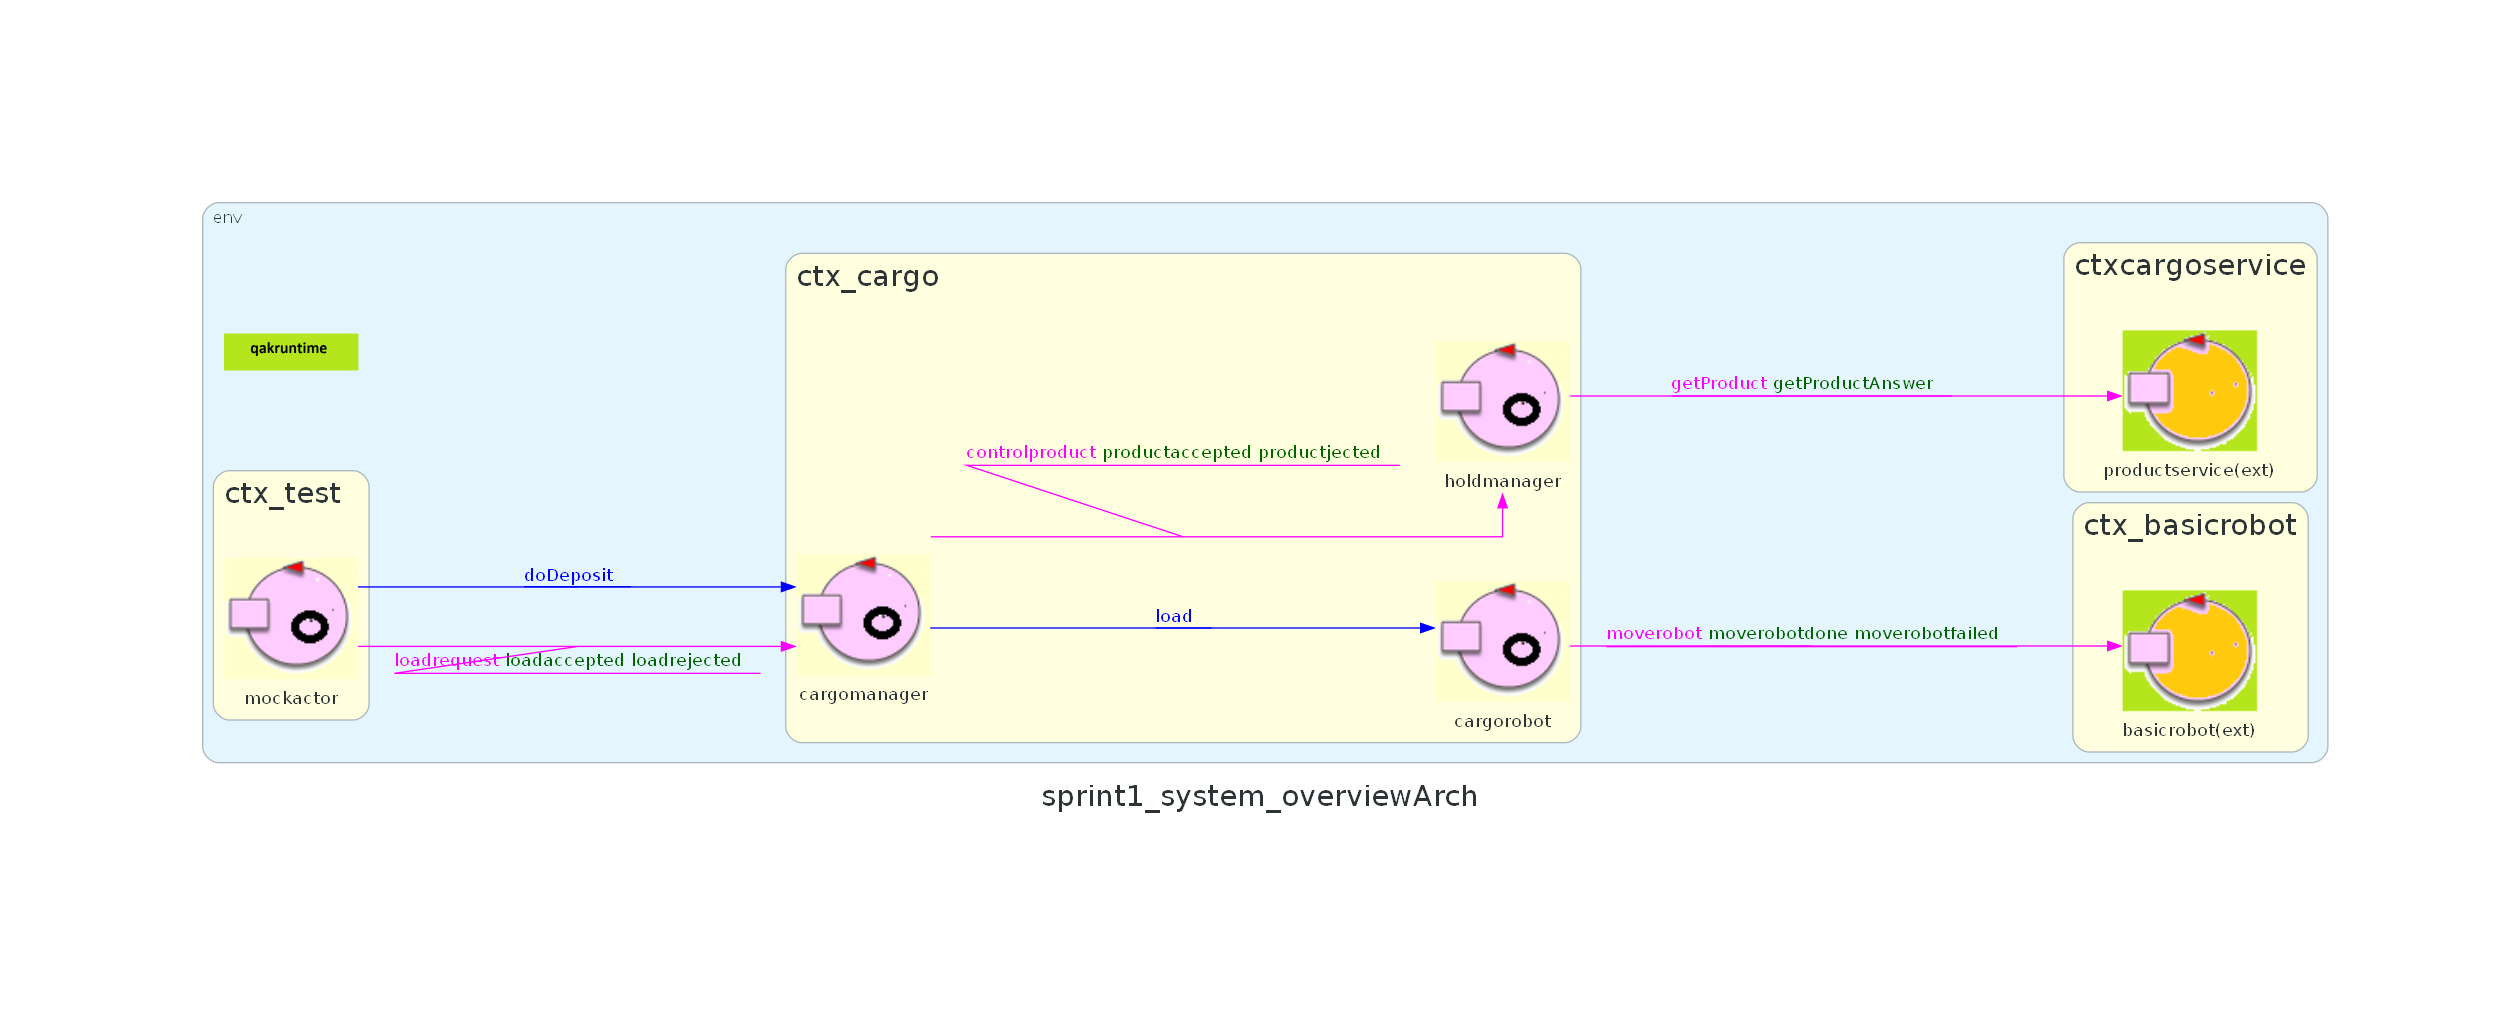 env
ctx_cargo
ctxcargoservice
qakruntime
getProduct getProductAnswer
controlproduct productaccepted productjected
productservice(ext)
holdmanager
ctx_test
ctx_basicrobot
doDeposit
load
moverobot moverobotdone moverobotfailed
loadrequest loadaccepted loadrejected
mockactor
cargomanager
cargorobot
basicrobot(ext)
sprint1_system_overviewArch